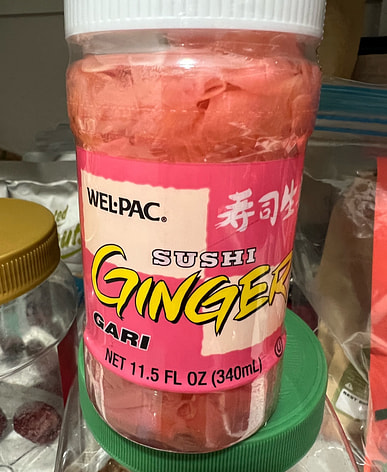 WEL·PAC®
寿司生
SUSHI
GINGER
GARI
NET 11.5 FL OZ (340mL)
U